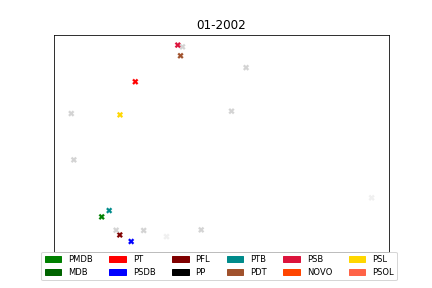 01-2002
PMDB PT PFL PTB PSB PSL
MDB PSDB PP PDT NOVO PSOL